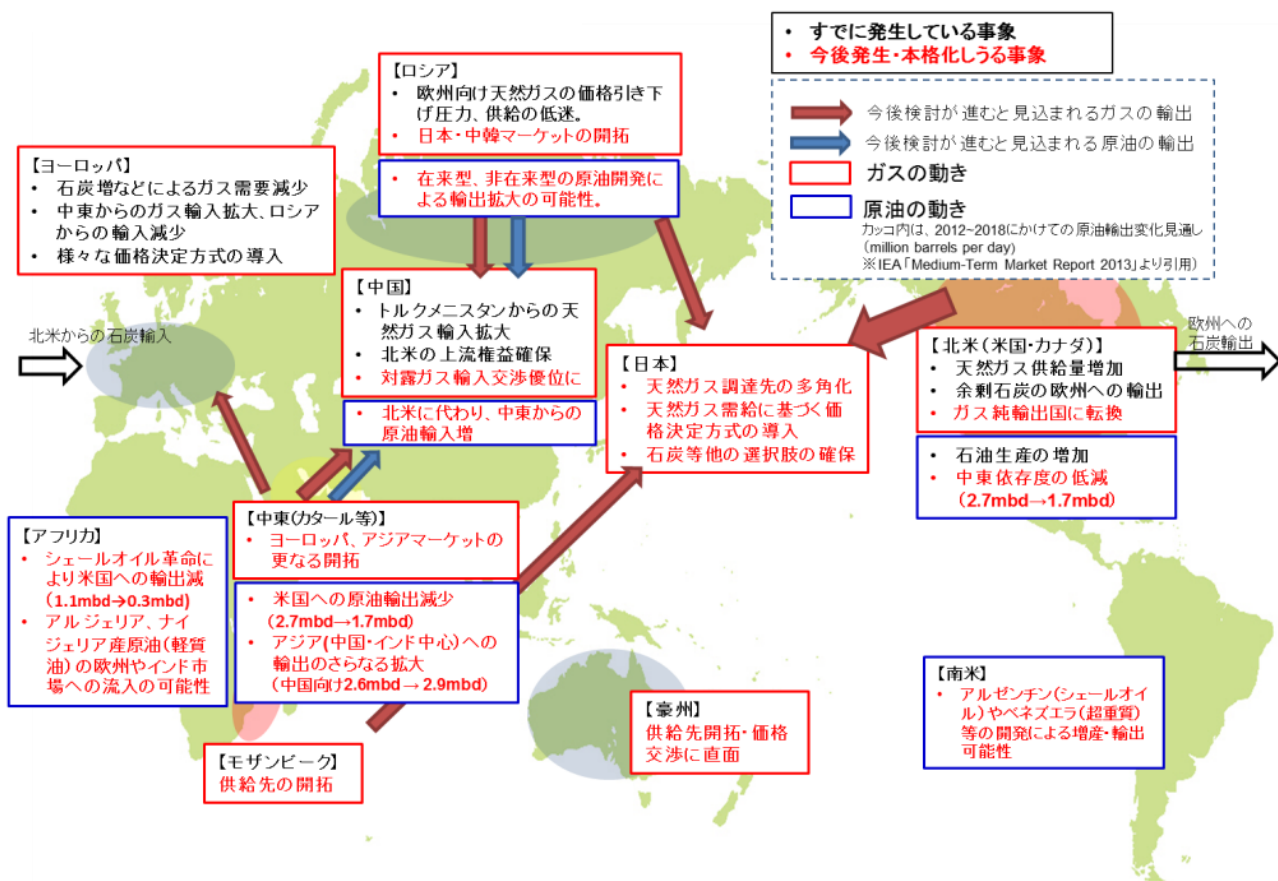 • すでに発生している事象
• 今後発生・本格化しうる事象
今後検討が進むと見込まれるガスの輸出
今後検討が進むと見込まれる原油の輸出
ガスの動き
原油の動き
カッコ内は、2012~2018にかけての原油輸出変化見通し
(million barrels per day)
※IEA「Medium-Term Market Report 2013」より引用)
【ロシア】
• 欧州向け天然ガスの価格引き下
げ圧力、供給の低迷。
• 日本・中韓マーケットの開拓
• 在来型、非在来型の原油開発に
よる輸出拡大の可能性。
【ヨーロッパ】
• 石炭増などによるガス需要減少
• 中東からのガス輸入拡大、ロシア
からの輸入減少
• 様々な価格決定方式の導入
北米からの石炭輸入
【中国】
• トルクメニスタンからの天
然ガス輸入拡大
• 北米の上流権益確保
• 対露ガス輸入交渉優位に
• 北米に代わり、中東からの
原油輸入増
【日本】
• 天然ガス調達先の多角化
• 天然ガス需給に基づく価
格決定方式の導入
• 石炭等他の選択肢の確保
【北米(米国・カナダ)】
• 天然ガス供給量増加
• 余剰石炭の欧州への輸出
• ガス純輸出国に転換
• 石油生産の増加
• 中東依存度の低減
(2.7mbd→1.7mbd)
欧州への
石炭輸出
【中東(カタール等)】
• ヨーロッパ、アジアマーケットの
更なる開拓
• 米国への原油輸出減少
(2.7mbd→1.7mbd)
• アジア(中国・インド中心)への
輸出のさらなる拡大
(中国向け2.6mbd→2.9mbd)
【アフリカ】
• シェールオイル革命に
より米国への輸出減
(1.1mbd→0.3mbd)
• アルジェリア、ナイ
ジェリア産原油(軽質
油)の欧州やインド市
場への流入の可能性
【モザンビーク】
供給先の開拓
【豪州】
供給先開拓・価格
交渉に直面
【南米】
• アルゼンチン(シェールオイ
ル)やベネズエラ(超重質)
等の開発による増産・輸出
可能性